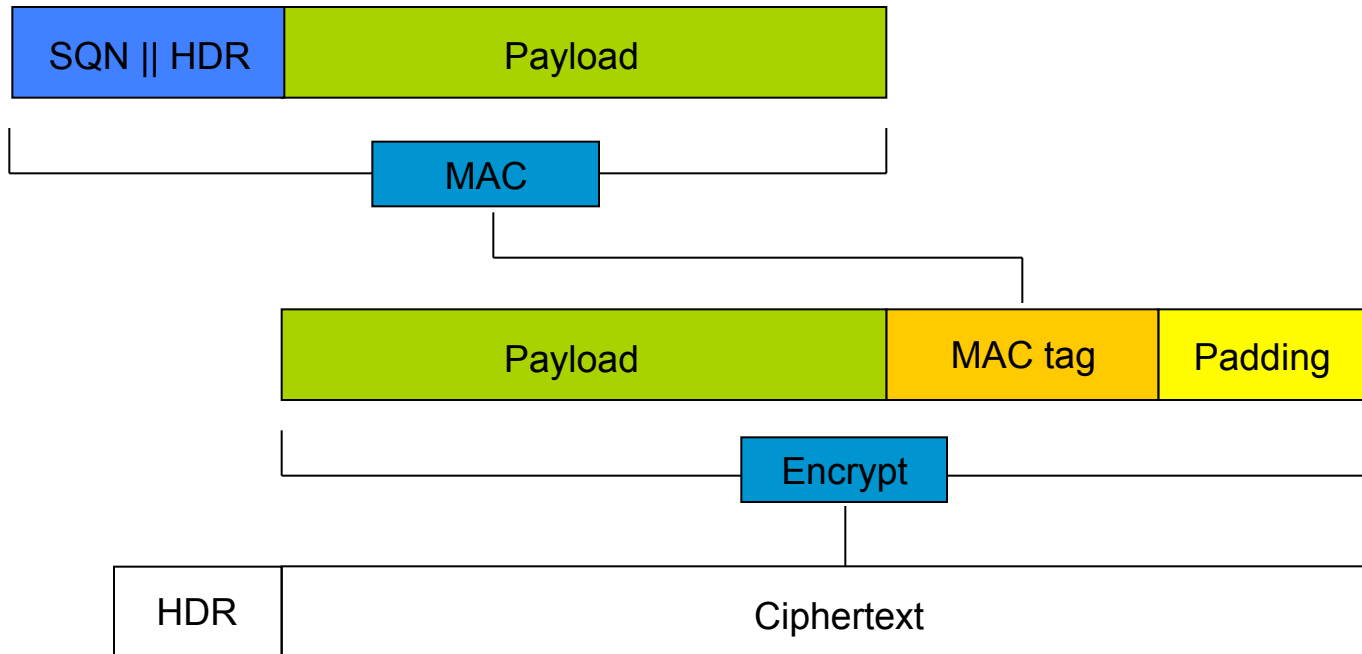 SQN || HDR
Payload
MAC
Payload
MAC tag
Padding
Encrypt
HDR
Ciphertext